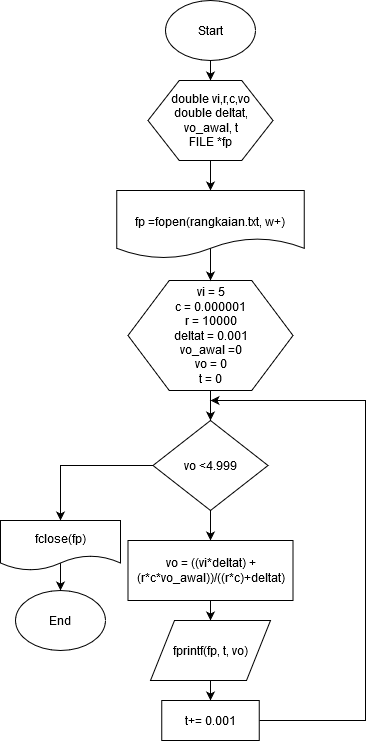 Start
double vi,r,c,vo
double deltat,
vo_awal, t
FILE *fp
fp =fopen(rangkaian.txt, w+)
vi = 5
c = 0.000001
r = 10000
deltat = 0.001
vo_awal =0
vo = 0
t = 0
vo <4.999
fclose(fp)
End
vo = ((vi*deltat) +
(r*c*vo_awal))/((r*c)+deltat)
fprintf(fp, t, vo)
t+= 0.001